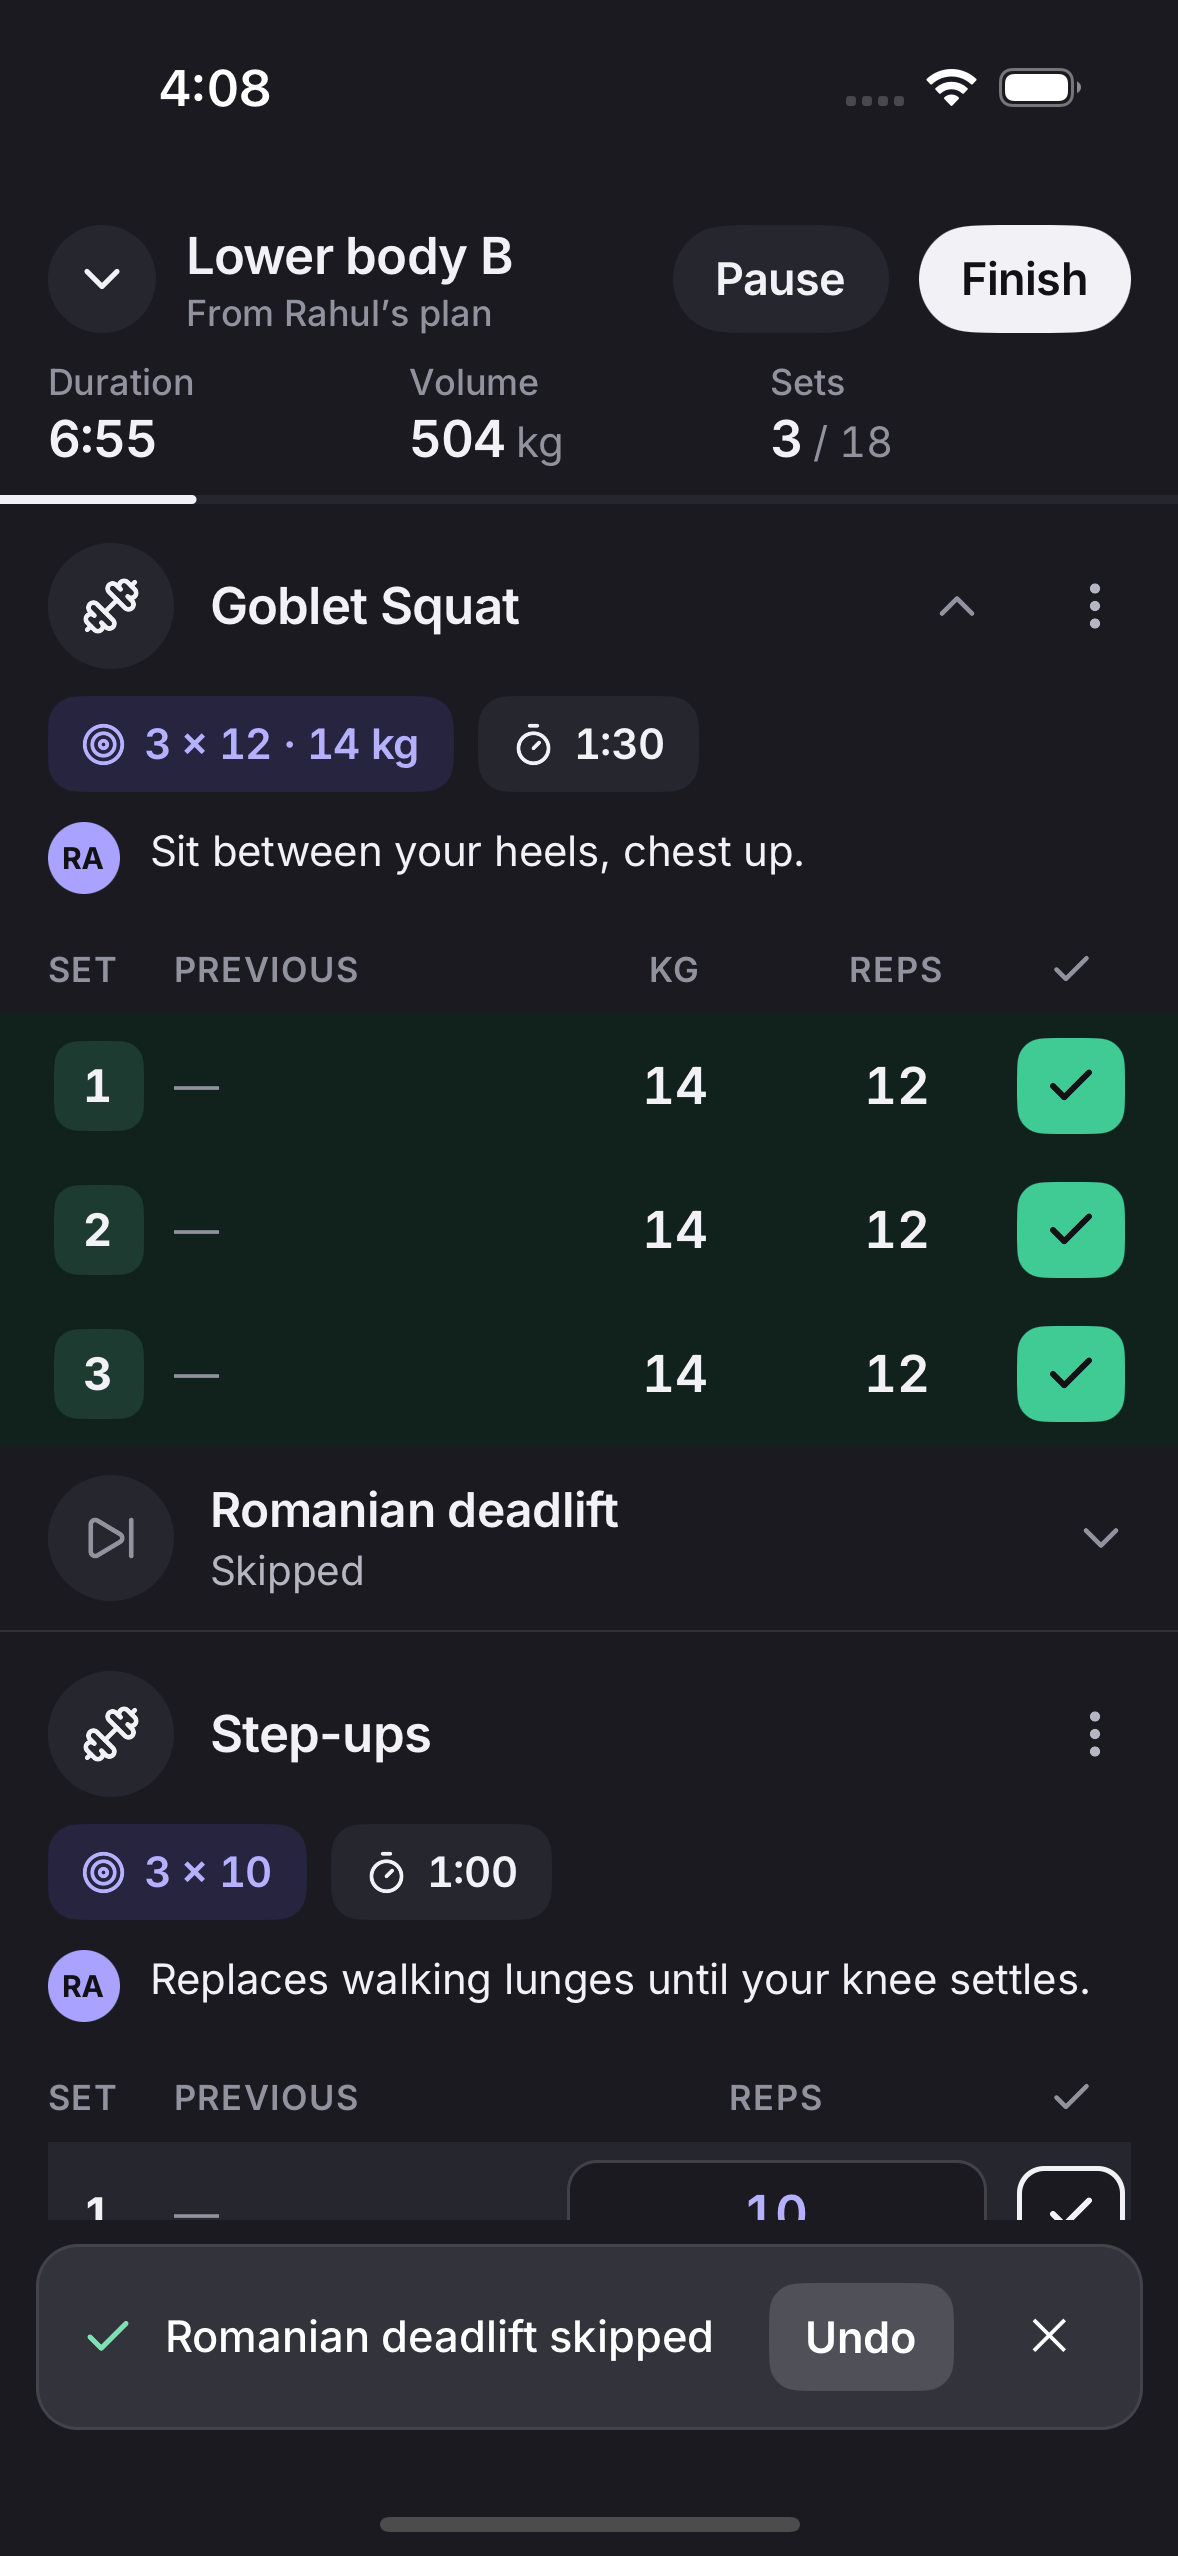 4:08
Lower body B
From Rahul’s plan
Pause
Finish
Duration
6:55
Volume
504 kg
Sets
3 / 18
Goblet Squat
3 × 12 · 14 kg
1:30
RA
Sit between your heels, chest up.
SET PREVIOUS KG REPS
1 — 14 12
2 — 14 12
3 — 14 12
Romanian deadlift
Skipped
Step-ups
3 × 10
1:00
RA
Replaces walking lunges until your knee settles.
SET PREVIOUS REPS
1 — 10
Romanian deadlift skipped
Undo